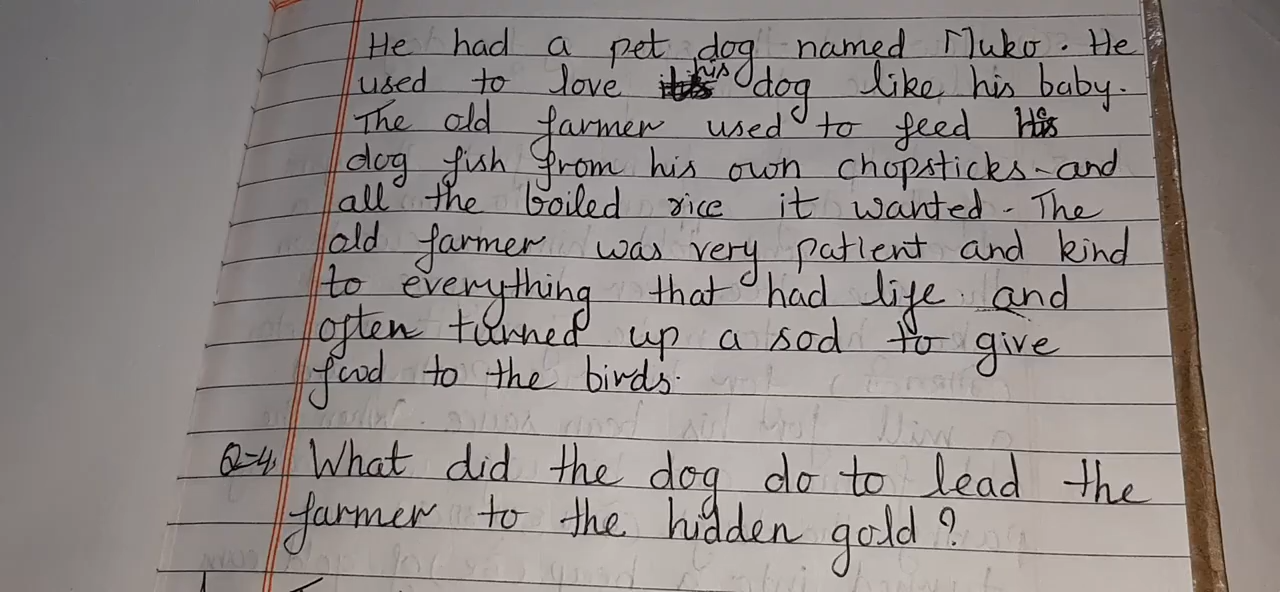 He had a pet dog named Muko. He
used to love his dog like his baby.
The old farmer used to feed His
dog fish from his own chopsticks and
all the boiled rice it wanted. The
old farmer was very patient and kind
to everything that had life and
often turned up a sod to give
food to the birds.
Q-4, What did the dog do to lead the
farmer to the hidden gold?